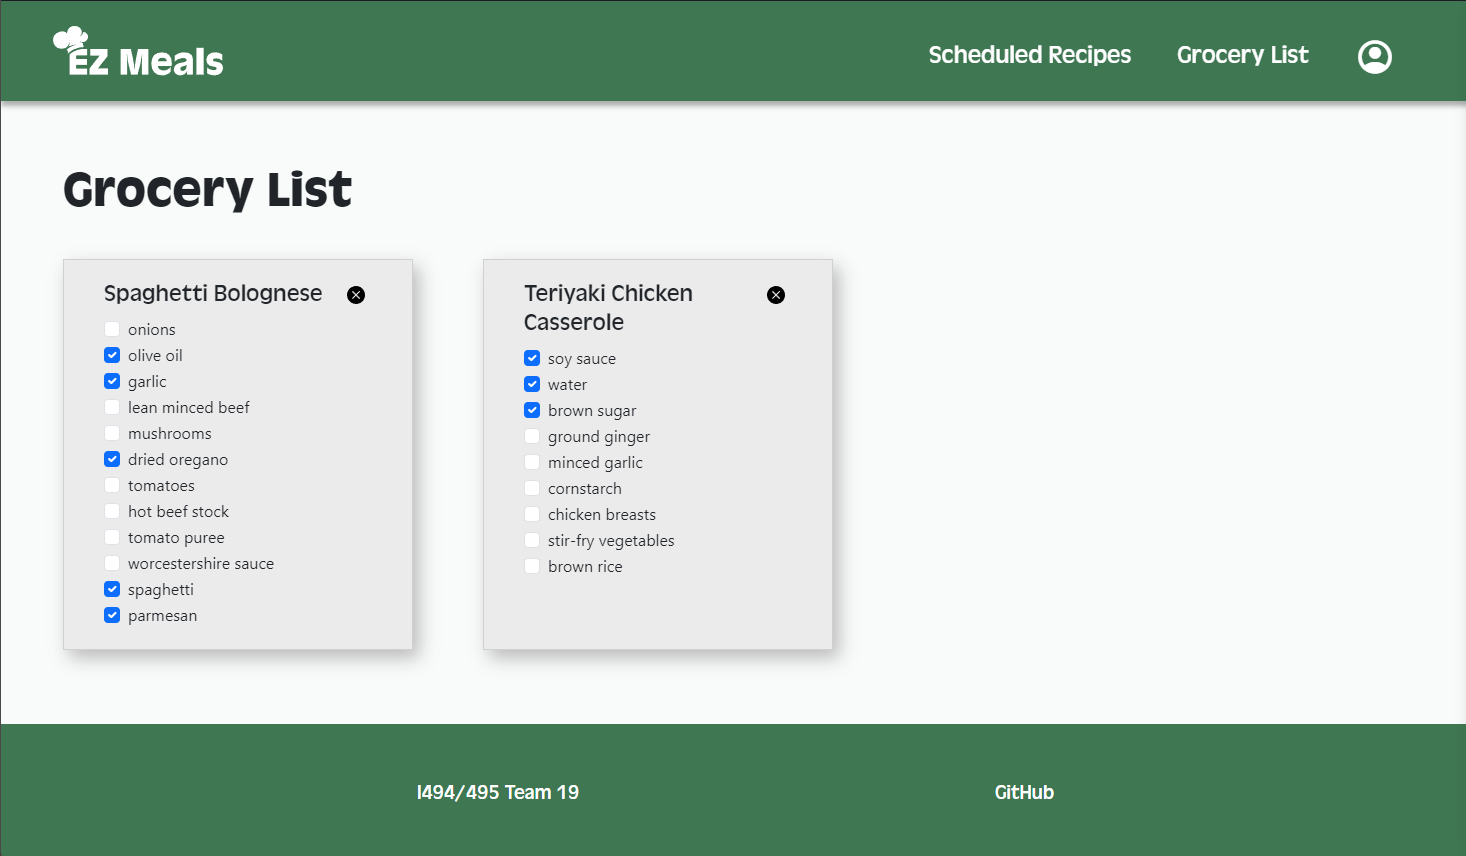 EZ Meals
Scheduled Recipes
Grocery List
Grocery List
Spaghetti Bolognese
onions
olive oil
garlic
lean minced beef
mushrooms
dried oregano
tomatoes
hot beef stock
tomato puree
worcestershire sauce
spaghetti
parmesan
Teriyaki Chicken
Casserole
soy sauce
water
brown sugar
ground ginger
minced garlic
cornstarch
chicken breasts
stir-fry vegetables
brown rice
I494/495 Team 19
GitHub